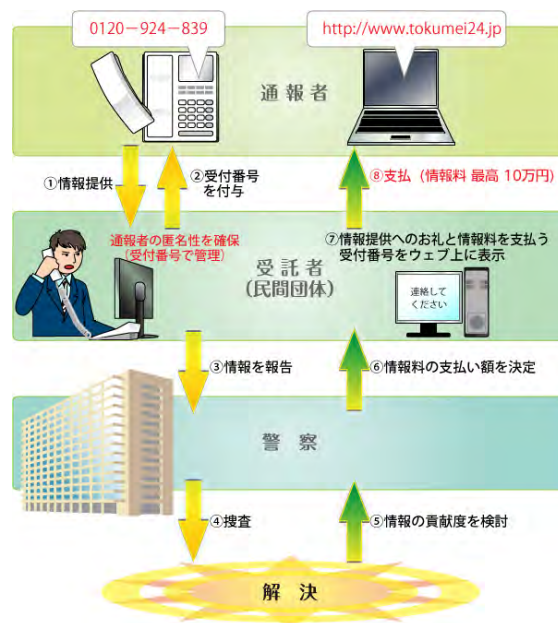 0120－924－839
http://www.tokumei24.jp
通報者
①情報提供
②受付番号
を付与
⑧支払（情報料 最高 10万円）
通報者の匿名性を確保
（受付番号で管理）
受託者
（民間団体）
⑦情報提供へのお礼と情報料を支払う
受付番号をウェブ上に表示
連絡して
ください
③情報を報告
⑥情報料の支払い額を決定
警察
④捜査
⑤情報の貢献度を検討
解決